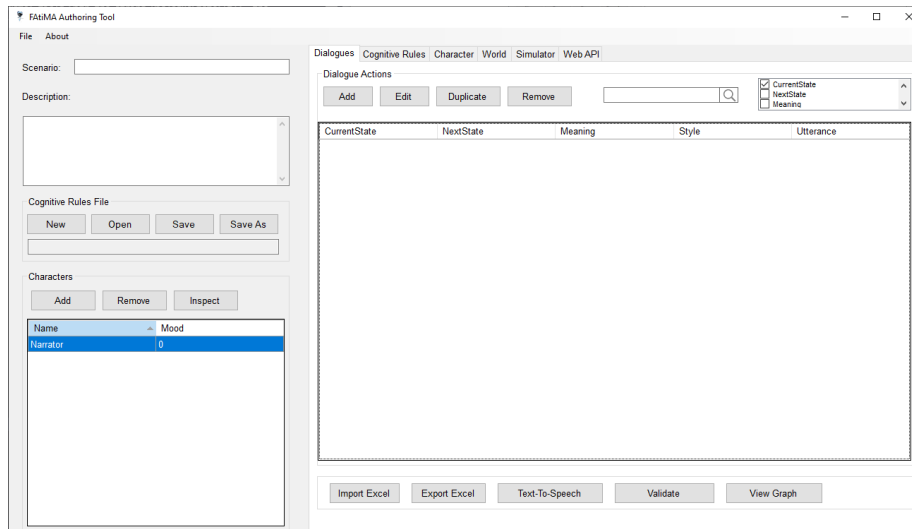 FAtiMA Authoring Tool
File About
Scenario:
Description:
Cognitive Rules File
New Open Save Save As
Characters
Add Remove Inspect
Name Mood
Narrator 0
Dialogues Cognitive Rules Character World Simulator Web API
Dialogue Actions
Add Edit Duplicate Remove
CurrentState
NextState
Meaning
CurrentState NextState Meaning Style Utterance
Import Excel Export Excel Text-To-Speech Validate View Graph